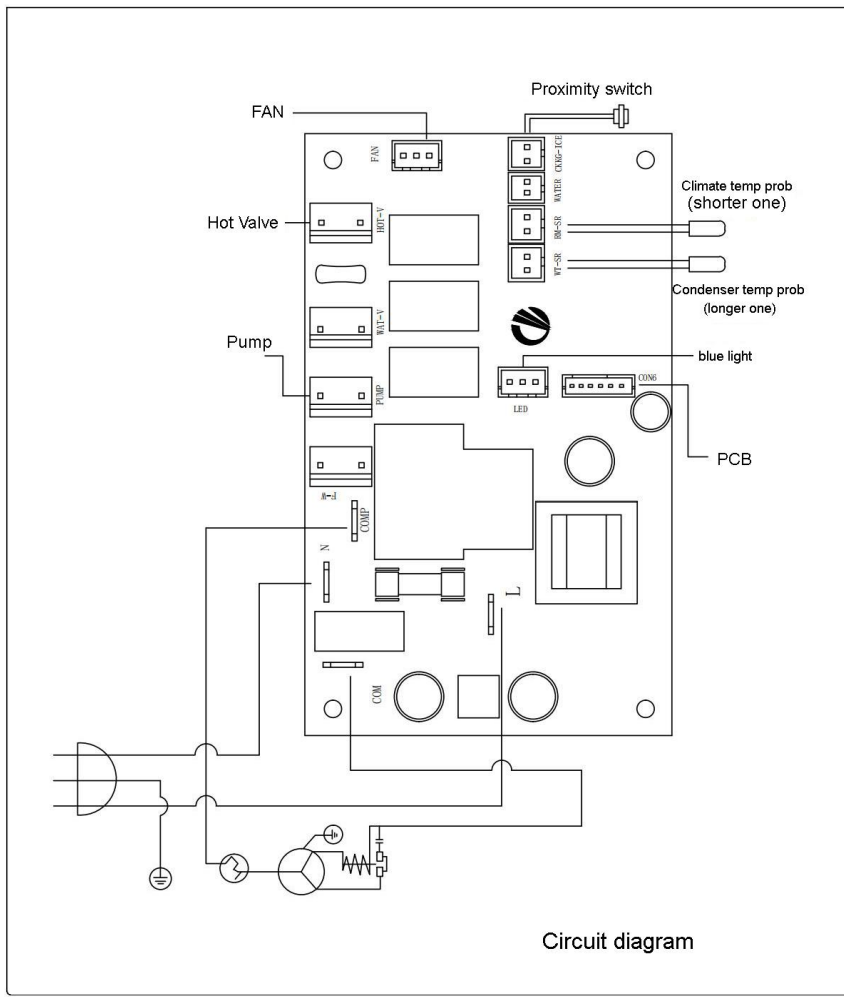 Proximity switch
FAN
FAN
CKKG-ICE
WATER
Climate temp prob
(shorter one)
Hot Valve
HOT-V
RM-SR
WT-SR
Condenser temp prob
(longer one)
WAT-V
Pump
blue light
PUMP
CON6
LED
PCB
W-F
COMP
N
L
COM
Circuit diagram